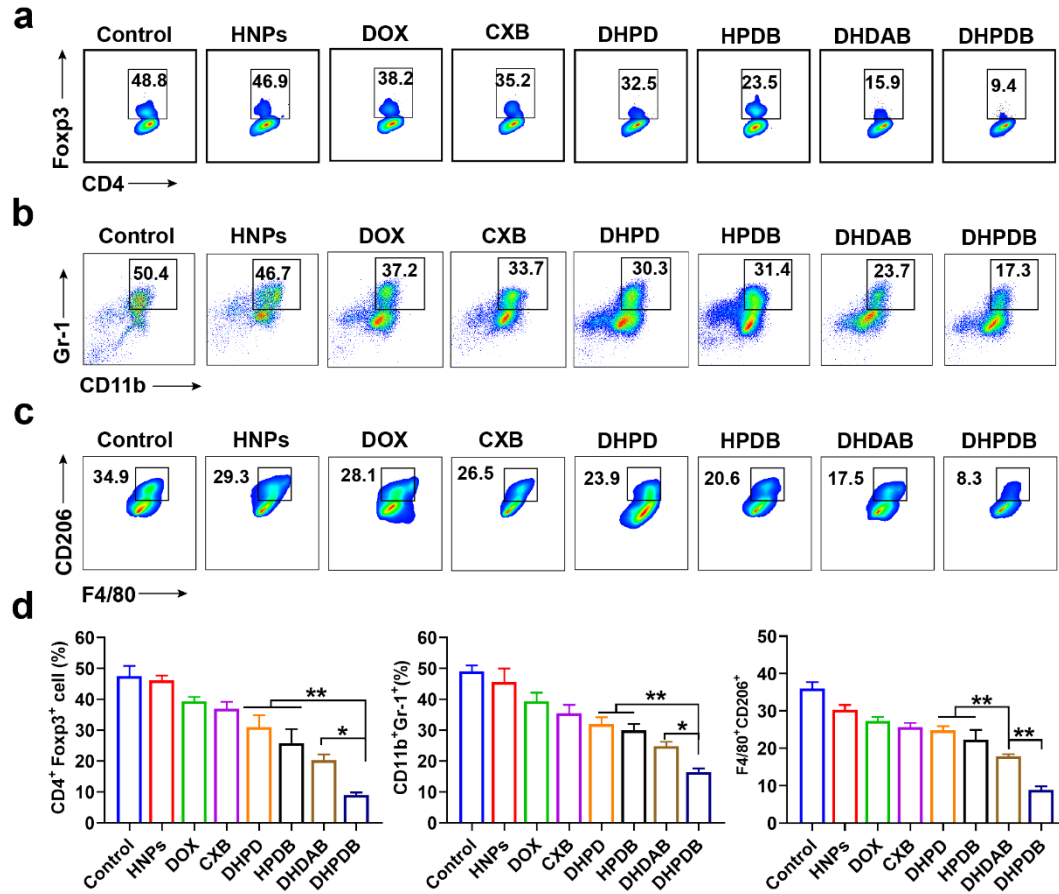 a
Control HNPs DOX CXB DHPD HPDB DHDAB DHPDB
48.8 46.9 38.2 35.2 32.5 23.5 15.9 9.4
Foxp3
CD4
b
Control HNPs DOX CXB DHPD HPDB DHDAB DHPDB
50.4 46.7 37.2 33.7 30.3 31.4 23.7 17.3
Gr-1
CD11b
c
Control HNPs DOX CXB DHPD HPDB DHDAB DHPDB
34.9 29.3 28.1 26.5 23.9 20.6 17.5 8.3
CD206
F4/80
d
CD4⁺ Foxp3⁺ cell (%)
60
50
40
30
20
10
0
**
*
Control HNPs DOX CXB DHPD HPDB DHDAB DHPDB
CD11b⁺Gr-1⁺(%)
60
50
40
30
20
10
0
**
*
Control HNPs DOX CXB DHPD HPDB DHDAB DHPDB
F4/80⁺CD206⁺
50
40
30
20
10
0
**
**
Control HNPs DOX CXB DHPD HPDB DHDAB DHPDB